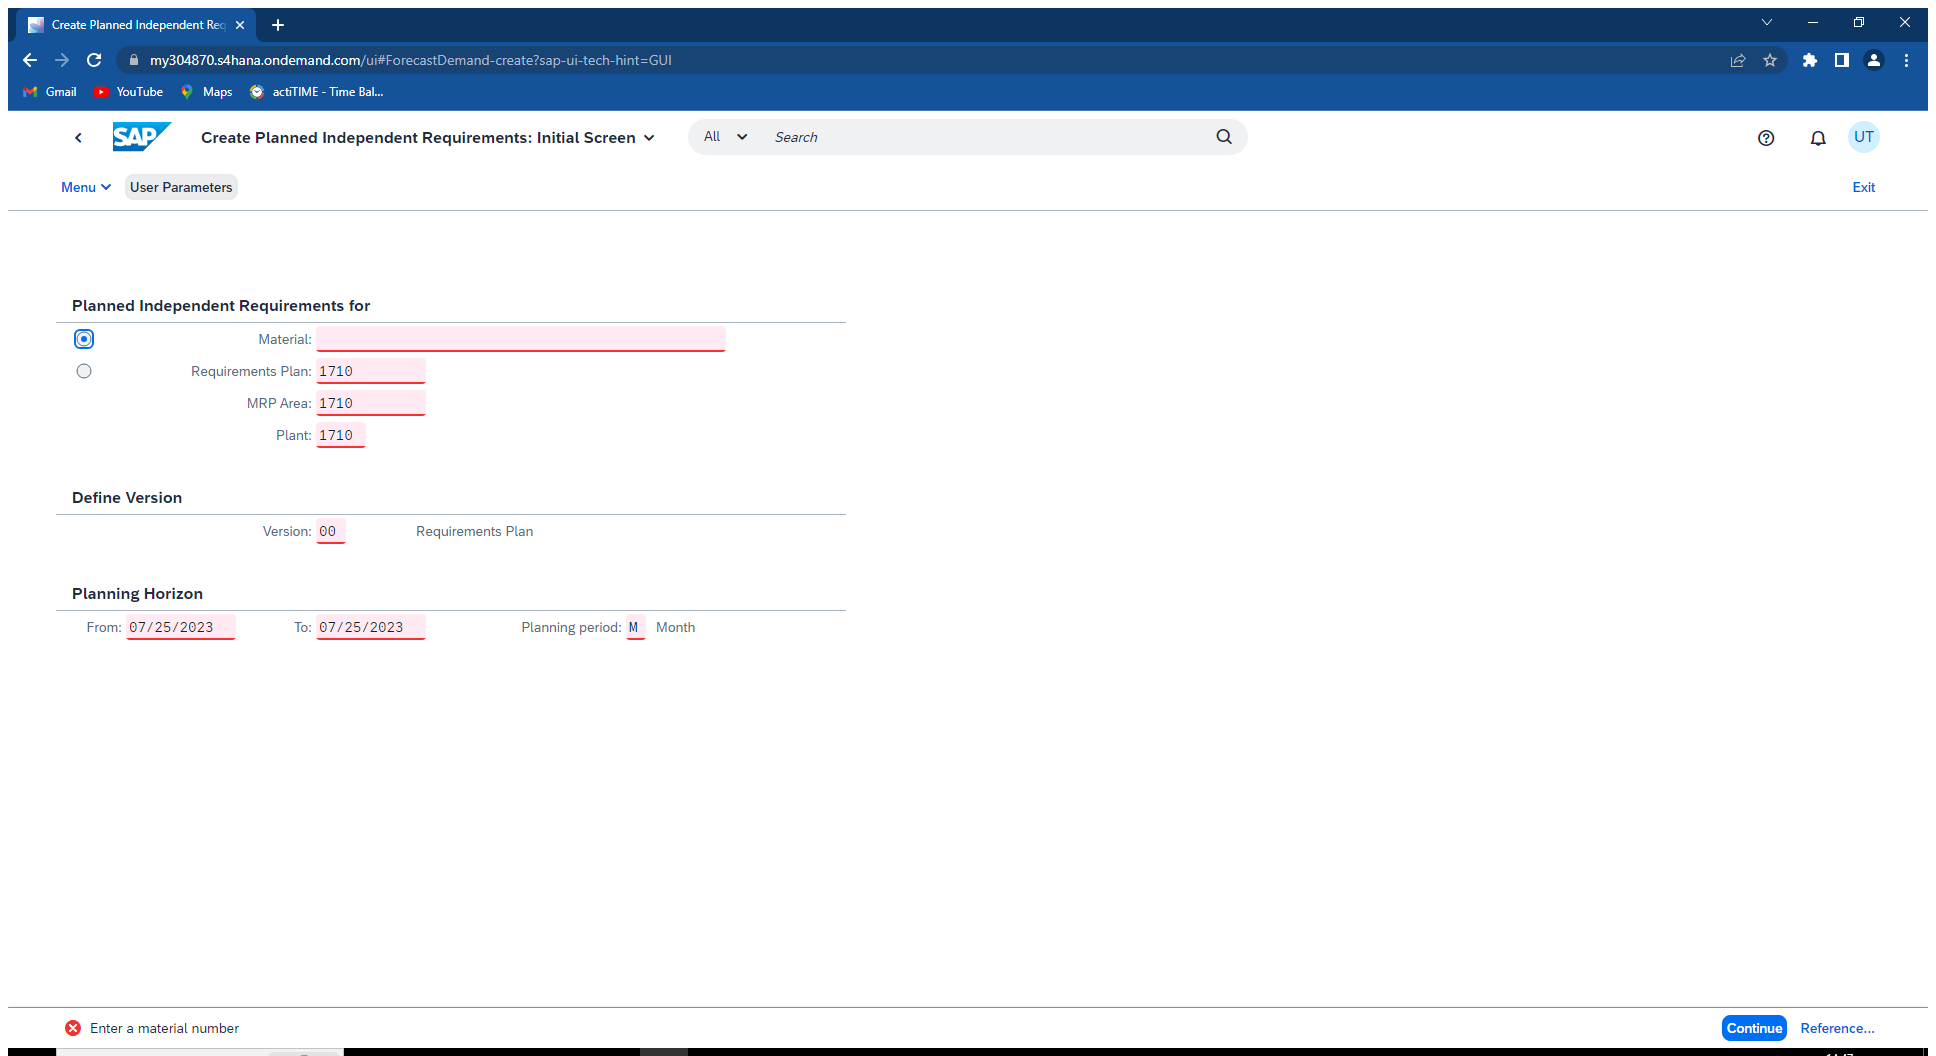 Create Planned Independent Req
my304870.s4hana.ondemand.com/ui#ForecastDemand-create?sap-ui-tech-hint=GUI
Gmail YouTube Maps actiTIME - Time Bal...
SAP Create Planned Independent Requirements: Initial Screen All Search UT
Menu User Parameters Exit
Planned Independent Requirements for
Material:
Requirements Plan: 1710
MRP Area: 1710
Plant: 1710
Define Version
Version: 00 Requirements Plan
Planning Horizon
From: 07/25/2023 To: 07/25/2023 Planning period: M Month
Enter a material number Continue Reference...